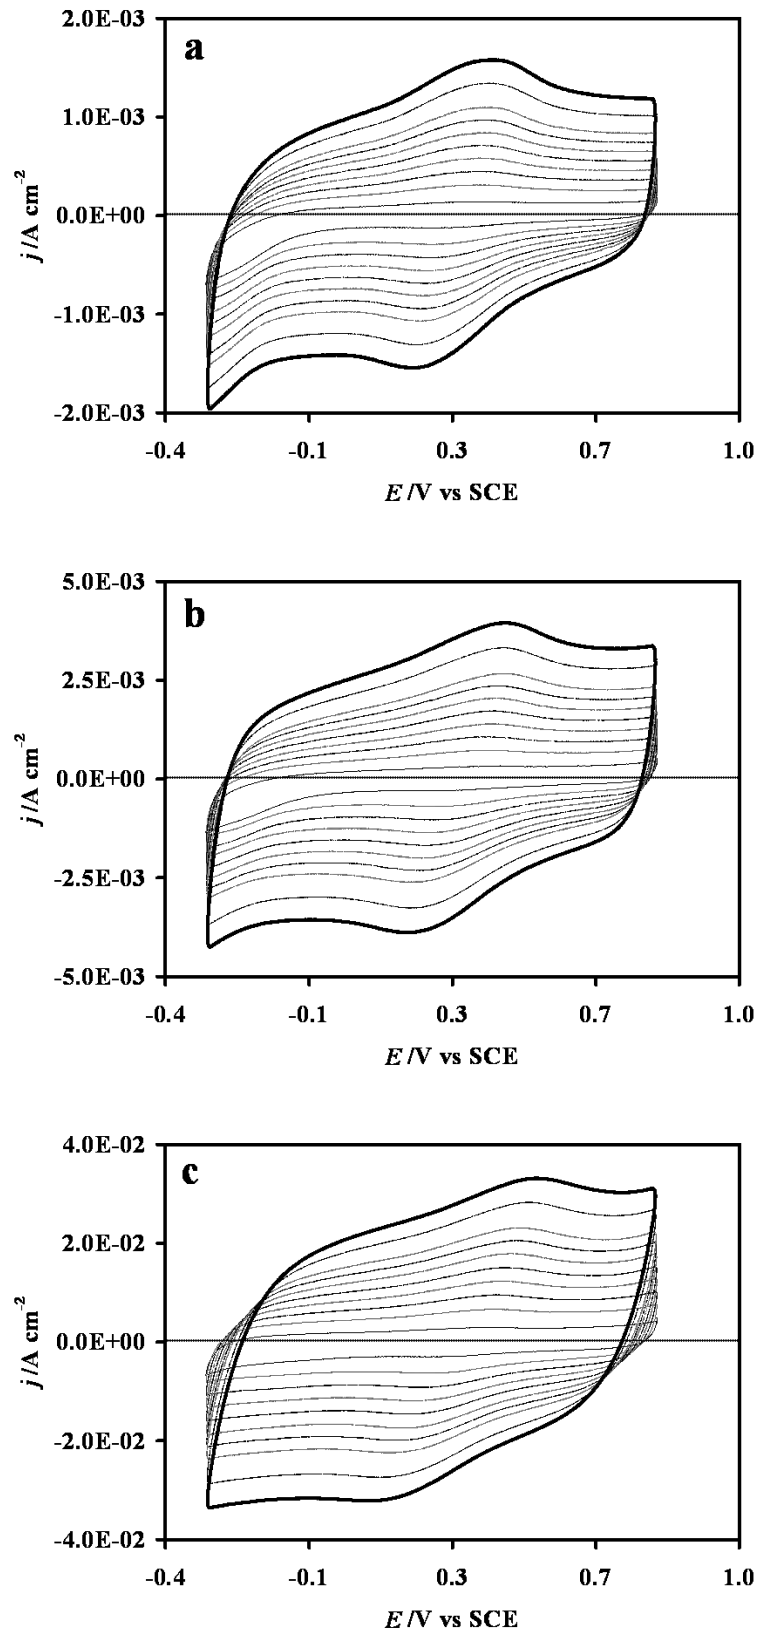 a
2.0E-03
1.0E-03
0.0E+00
-1.0E-03
-2.0E-03
j /A cm⁻²
-0.4 -0.1 0.3 0.7 1.0
E /V vs SCE
b
5.0E-03
2.5E-03
0.0E+00
-2.5E-03
-5.0E-03
j /A cm⁻²
-0.4 -0.1 0.3 0.7 1.0
E /V vs SCE
c
4.0E-02
2.0E-02
0.0E+00
-2.0E-02
-4.0E-02
j /A cm⁻²
-0.4 -0.1 0.3 0.7 1.0
E /V vs SCE